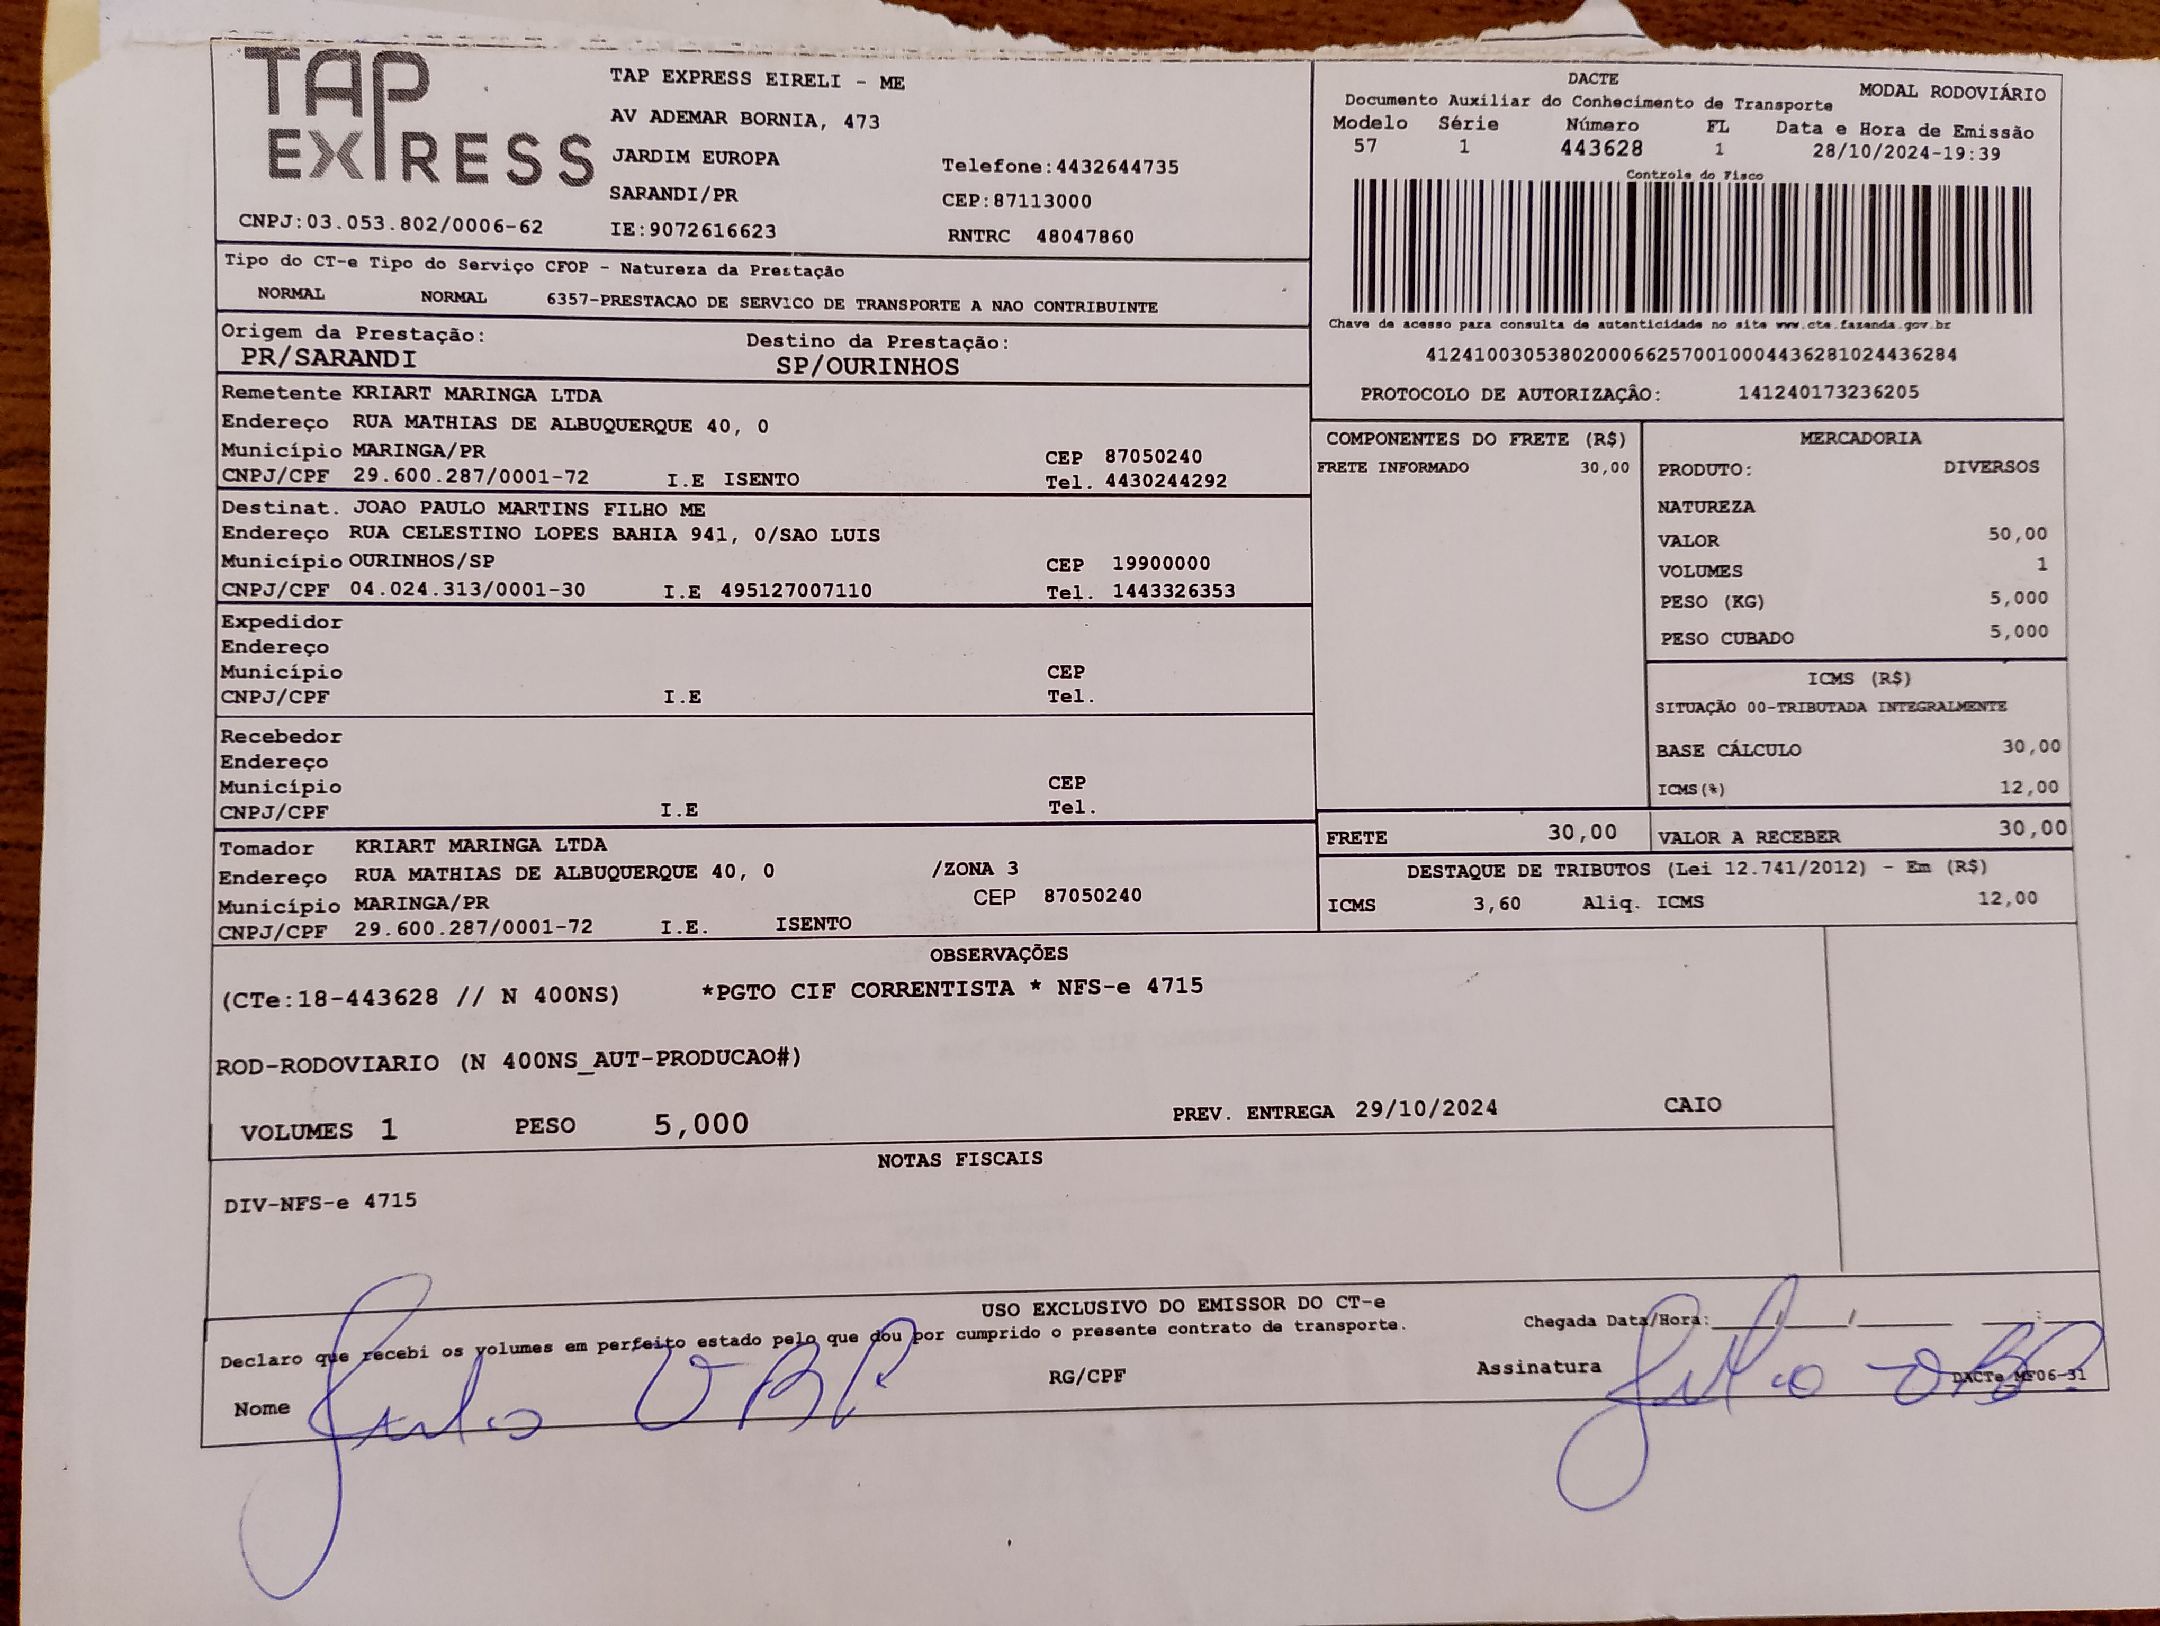 TAP
EXPRESS
CNPJ:03.053.802/0006-62
TAP EXPRESS EIRELI - ME
AV ADEMAR BORNIA, 473
JARDIM EUROPA
Telefone:4432644735
SARANDI/PR
CEP:87113000
IE:9072616623
RNTRC 48047860
DACTE
MODAL RODOVIÁRIO
Documento Auxiliar do Conhecimento de Transporte
Modelo Série Número FL Data e Hora de Emissão
57 1 443628 1 28/10/2024-19:39
Controle do Fisco
Chave de acesso para consulta de autenticidade no site www.cte.fazenda.gov.br
41241003053802000662570010004436281024436284
PROTOCOLO DE AUTORIZAÇÂO: 141240173236205
Tipo do CT-e Tipo do Serviço CFOP - Natureza da Prestação
NORMAL NORMAL 6357-PRESTACAO DE SERVICO DE TRANSPORTE A NAO CONTRIBUINTE
Origem da Prestação: Destino da Prestação:
PR/SARANDI SP/OURINHOS
Remetente KRIART MARINGA LTDA
Endereço RUA MATHIAS DE ALBUQUERQUE 40, 0
Município MARINGA/PR CEP 87050240
CNPJ/CPF 29.600.287/0001-72 I.E ISENTO Tel. 4430244292
Destinat. JOAO PAULO MARTINS FILHO ME
Endereço RUA CELESTINO LOPES BAHIA 941, 0/SAO LUIS
Município OURINHOS/SP CEP 19900000
CNPJ/CPF 04.024.313/0001-30 I.E 495127007110 Tel. 1443326353
Expedidor
Endereço
Município CEP
CNPJ/CPF I.E Tel.
Recebedor
Endereço
Município CEP
CNPJ/CPF I.E Tel.
Tomador KRIART MARINGA LTDA
Endereço RUA MATHIAS DE ALBUQUERQUE 40, 0 /ZONA 3
Município MARINGA/PR CEP 87050240
CNPJ/CPF 29.600.287/0001-72 I.E. ISENTO
COMPONENTES DO FRETE (R$)
FRETE INFORMADO 30,00
MERCADORIA
PRODUTO: DIVERSOS
NATUREZA
VALOR 50,00
VOLUMES 1
PESO (KG) 5,000
PESO CUBADO 5,000
ICMS (R$)
SITUAÇÃO 00-TRIBUTADA INTEGRALMENTE
BASE CÁLCULO 30,00
ICMS(%) 12,00
FRETE 30,00 VALOR A RECEBER 30,00
DESTAQUE DE TRIBUTOS (Lei 12.741/2012) - Em (R$)
ICMS 3,60 Aliq. ICMS 12,00
OBSERVAÇÕES
(CTe:18-443628 // N 400NS) *PGTO CIF CORRENTISTA * NFS-e 4715
ROD-RODOVIARIO (N 400NS_AUT-PRODUCAO#)
VOLUMES 1 PESO 5,000 PREV. ENTREGA 29/10/2024 CAIO
NOTAS FISCAIS
DIV-NFS-e 4715
USO EXCLUSIVO DO EMISSOR DO CT-e
Declaro que recebi os volumes em perfeito estado pelo que dou por cumprido o presente contrato de transporte.
Chegada Data/Hora:____/____/____ __:__
Nome RG/CPF Assinatura
DACTe MF06-31